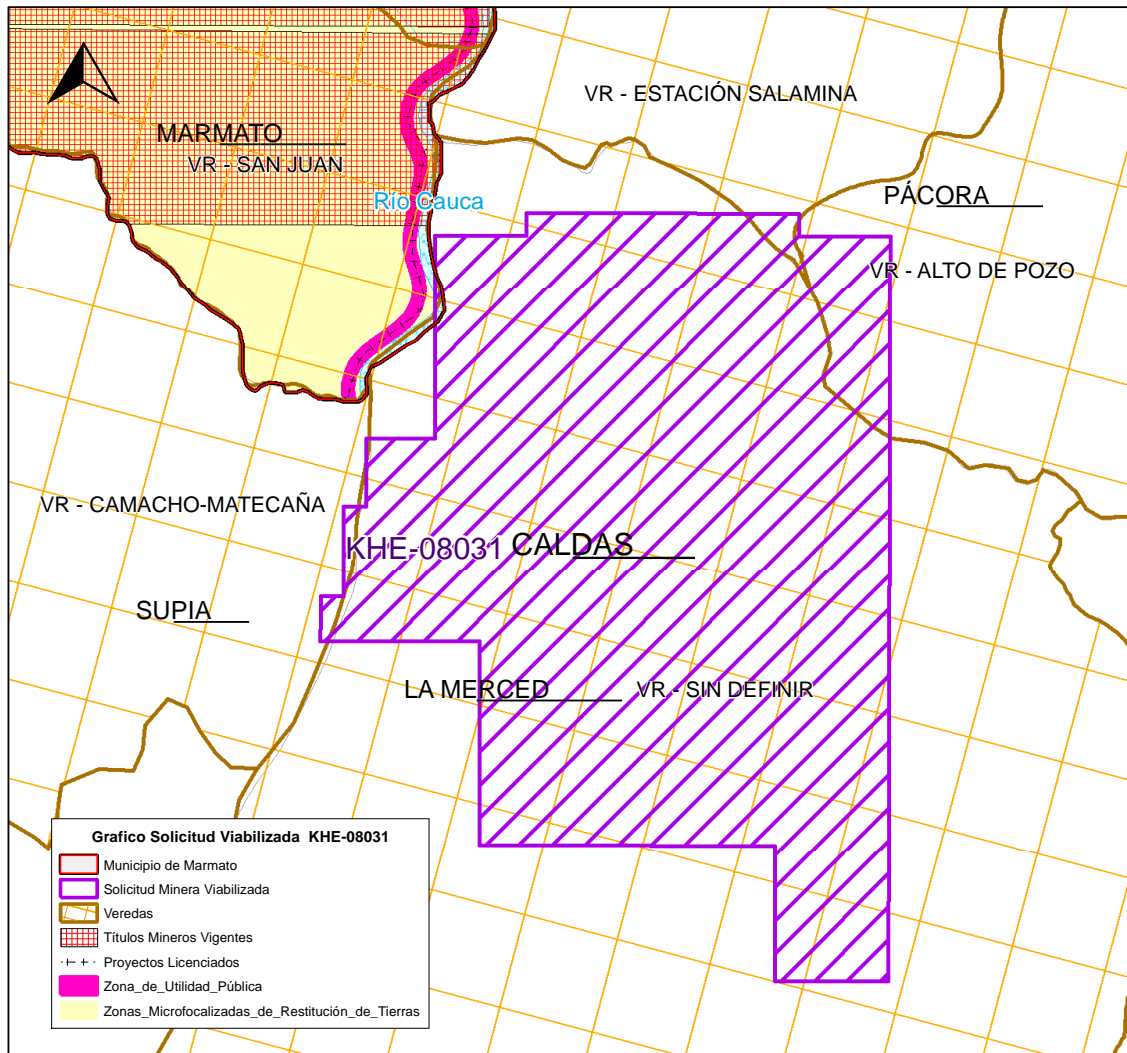 VR - ESTACIÓN SALAMINA
MARMATO
VR - SAN JUAN
PÁCORA
Río Cauca
VR - ALTO DE POZO
VR - CAMACHO-MATECAÑA
KHE-08031
CALDAS
SUPIA
LA MERCED
VR - SIN DEFINIR
Grafico Solicitud Viabilizada KHE-08031
Municipio de Marmato
Solicitud Minera Viabilizada
Veredas
Títulos Mineros Vigentes
Proyectos Licenciados
Zona_de_Utilidad_Pública
Zonas_Microfocalizadas_de_Restitución_de_Tierras